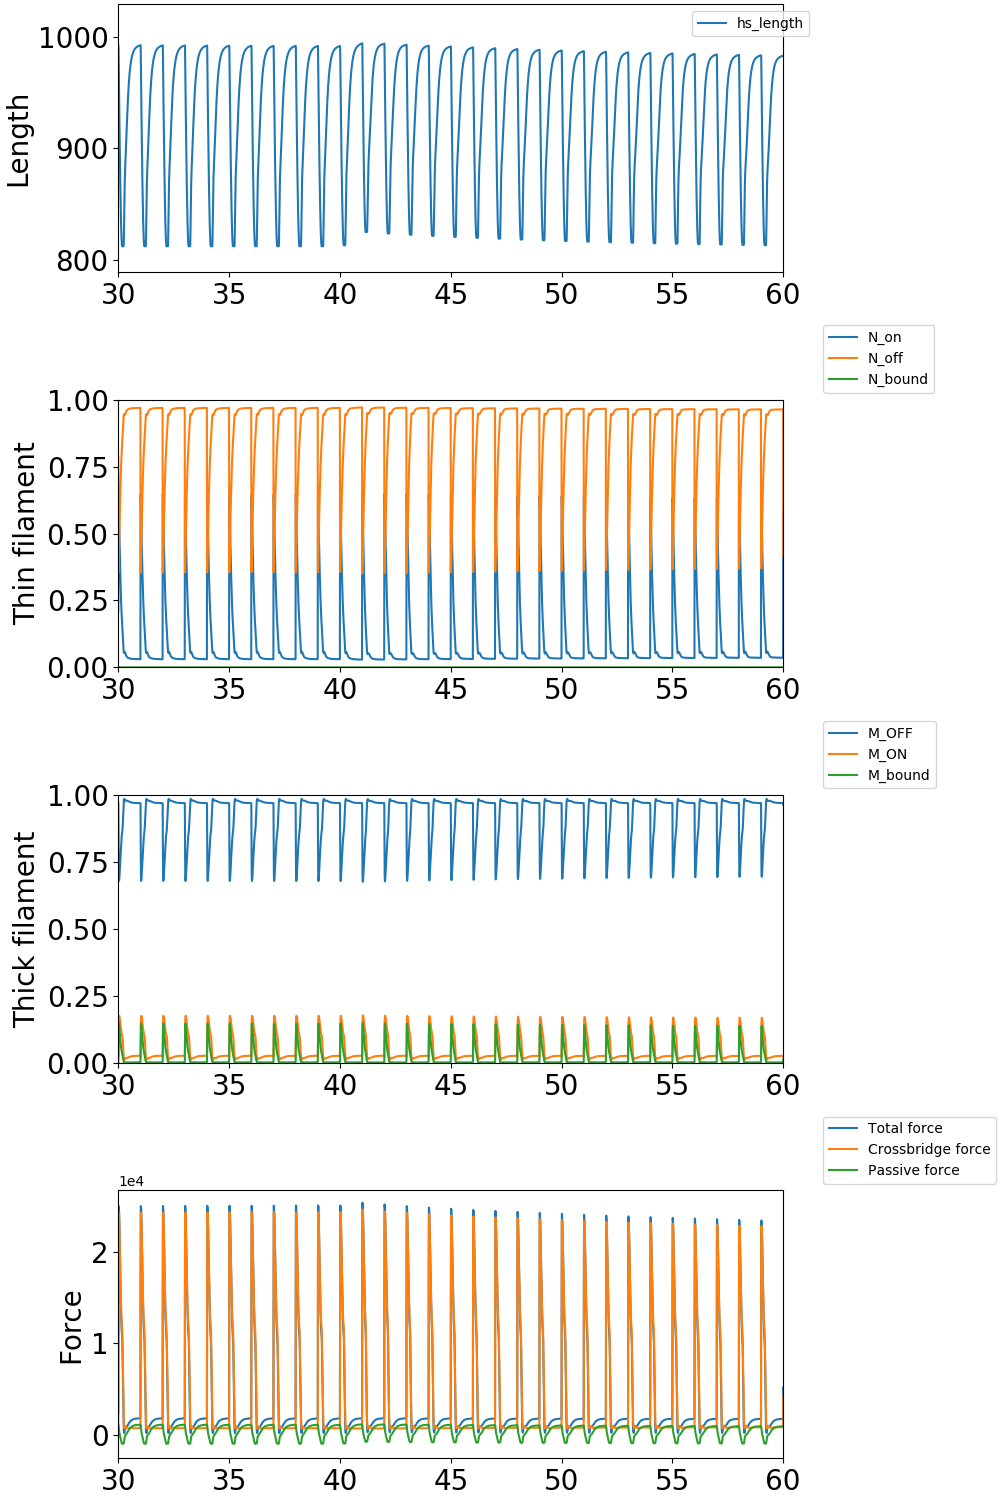 hs_length
1000
900
800
Length
30 35 40 45 50 55 60
N_on
N_off
N_bound
1.00
0.75
0.50
0.25
0.00
Thin filament
30 35 40 45 50 55 60
M_OFF
M_ON
M_bound
1.00
0.75
0.50
0.25
0.00
Thick filament
30 35 40 45 50 55 60
Total force
Crossbridge force
Passive force
1e4
2
1
0
Force
30 35 40 45 50 55 60